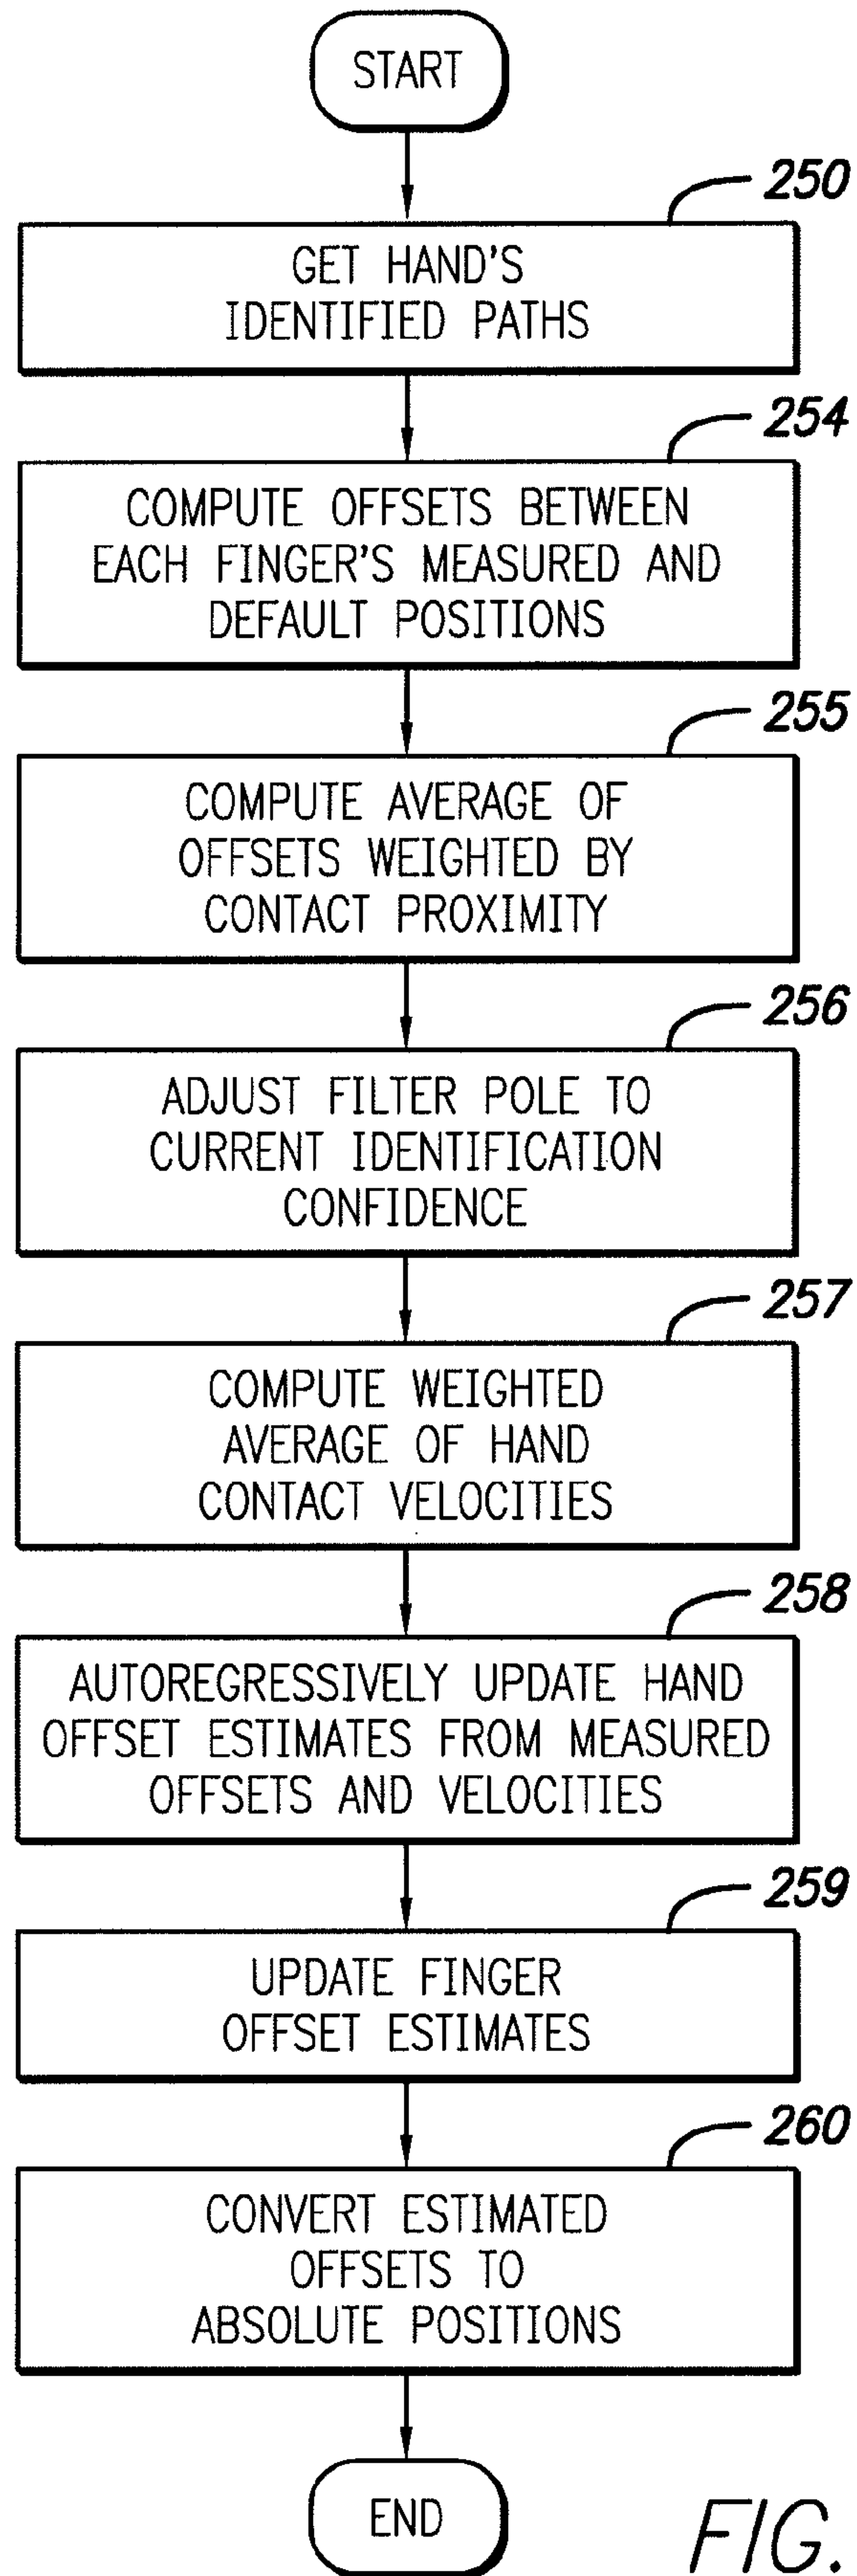 START
250
GET HAND'S
IDENTIFIED PATHS
254
COMPUTE OFFSETS BETWEEN
EACH FINGER'S MEASURED AND
DEFAULT POSITIONS
255
COMPUTE AVERAGE OF
OFFSETS WEIGHTED BY
CONTACT PROXIMITY
256
ADJUST FILTER POLE TO
CURRENT IDENTIFICATION
CONFIDENCE
257
COMPUTE WEIGHTED
AVERAGE OF HAND
CONTACT VELOCITIES
258
AUTOREGRESSIVELY UPDATE HAND
OFFSET ESTIMATES FROM MEASURED
OFFSETS AND VELOCITIES
259
UPDATE FINGER
OFFSET ESTIMATES
260
CONVERT ESTIMATED
OFFSETS TO
ABSOLUTE POSITIONS
END
FIG.